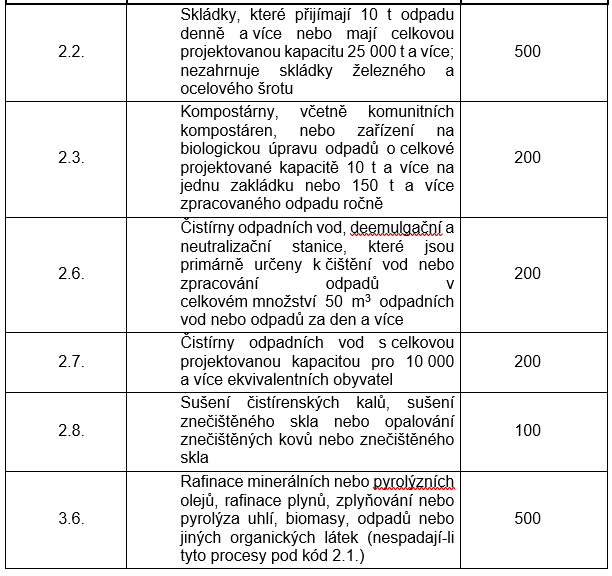 2.2.
Skládky, které přijímají 10 t odpadu
denně a více nebo mají celkovou
projektovanou kapacitu 25 000 t a více;
nezahrnuje skládky železného a
ocelového šrotu
500
2.3.
Kompostárny, včetně komunitních
kompostáren, nebo zařízení na
biologickou úpravu odpadů o celkové
projektované kapacitě 10 t a více na
jednu zakládku nebo 150 t a více
zpracovaného odpadu ročně
200
2.6.
Čistírny odpadních vod, deemulgační a
neutralizační stanice, které jsou
primárně určeny k čištění vod nebo
zpracování odpadů v
celkovém množství 50 m³ odpadních
vod nebo odpadů za den a více
200
2.7.
Čistírny odpadních vod s celkovou
projektovanou kapacitou pro 10 000
a více ekvivalentních obyvatel
200
2.8.
Sušení čistírenských kalů, sušení
znečištěného skla nebo opalování
znečištěných kovů nebo znečištěného
skla
100
3.6.
Rafinace minerálních nebo pyrolýzních
olejů, rafinace plynů, zplyňování nebo
pyrolýza uhlí, biomasy, odpadů nebo
jiných organických látek (nespadají-li
tyto procesy pod kód 2.1.)
500